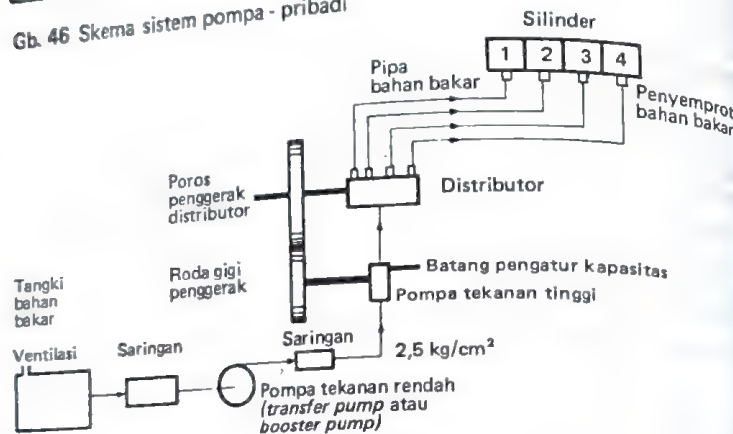 Gb. 46 Skema sistem pompa - pribadi
Silinder
1 2 3 4
Pipa
bahan bakar
Penyemprot
bahan bakar
Poros
penggerak
distributor
Distributor
Roda gigi
penggerak
Batang pengatur kapasitas
Pompa tekanan tinggi
Tangki
bahan
bakar
Ventilasi
Saringan
Saringan
2,5 kg/cm²
Pompa tekanan rendah
(transfer pump atau
booster pump)